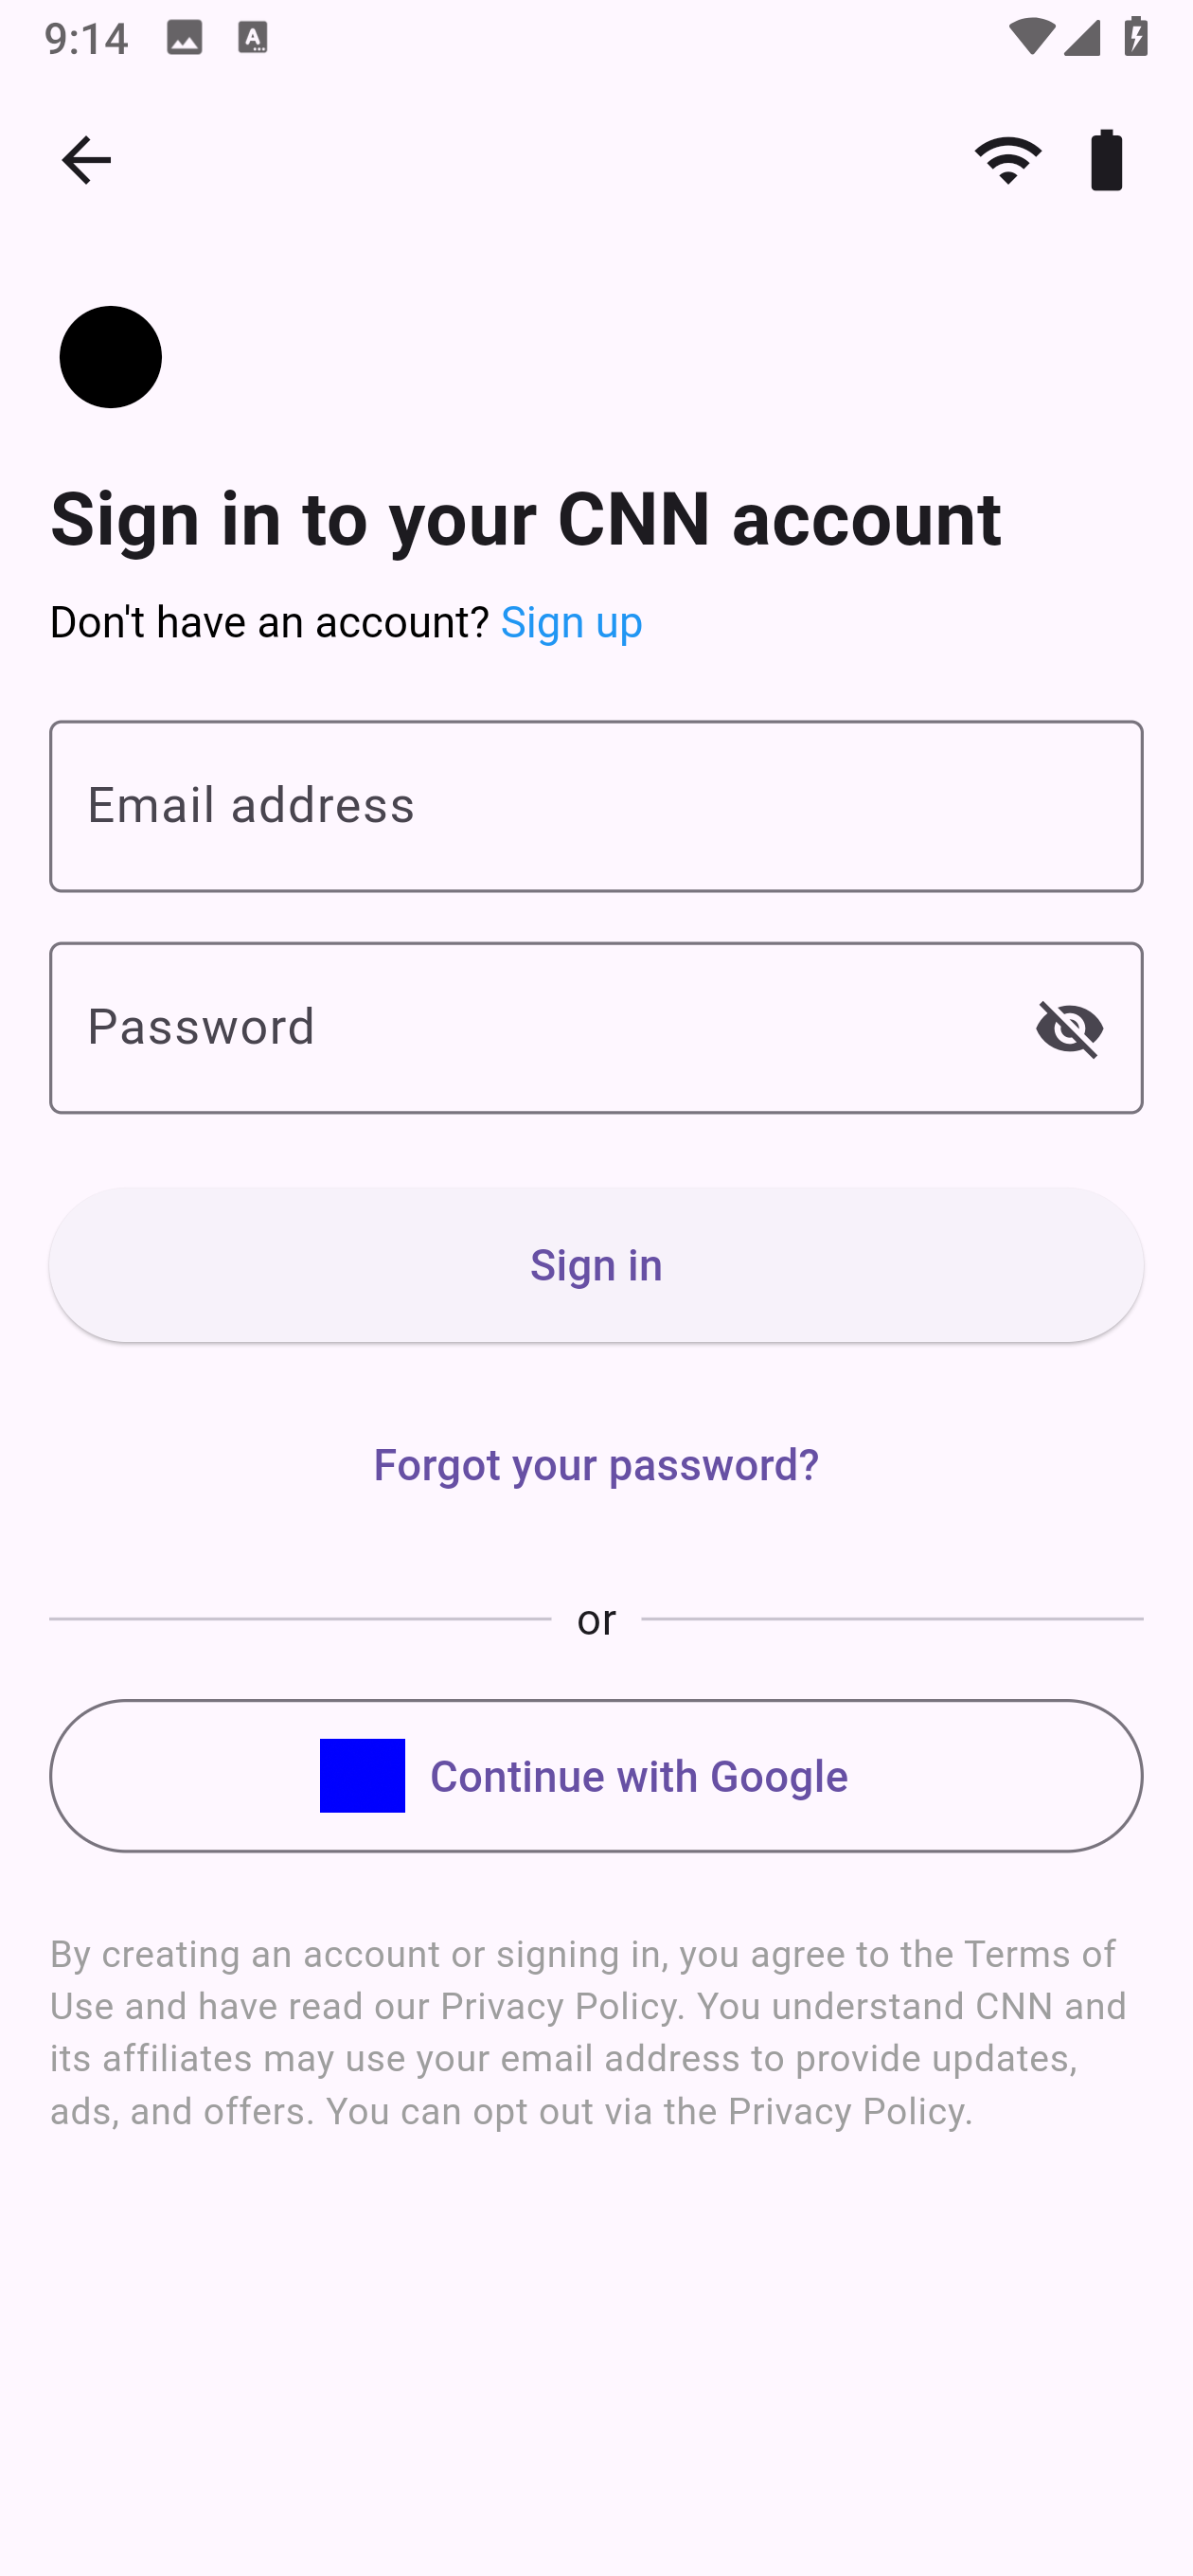 9:14
Sign in to your CNN account
Don't have an account? Sign up
Email address
Password
Sign in
Forgot your password?
or
Continue with Google
By creating an account or signing in, you agree to the Terms of
Use and have read our Privacy Policy. You understand CNN and
its affiliates may use your email address to provide updates,
ads, and offers. You can opt out via the Privacy Policy.